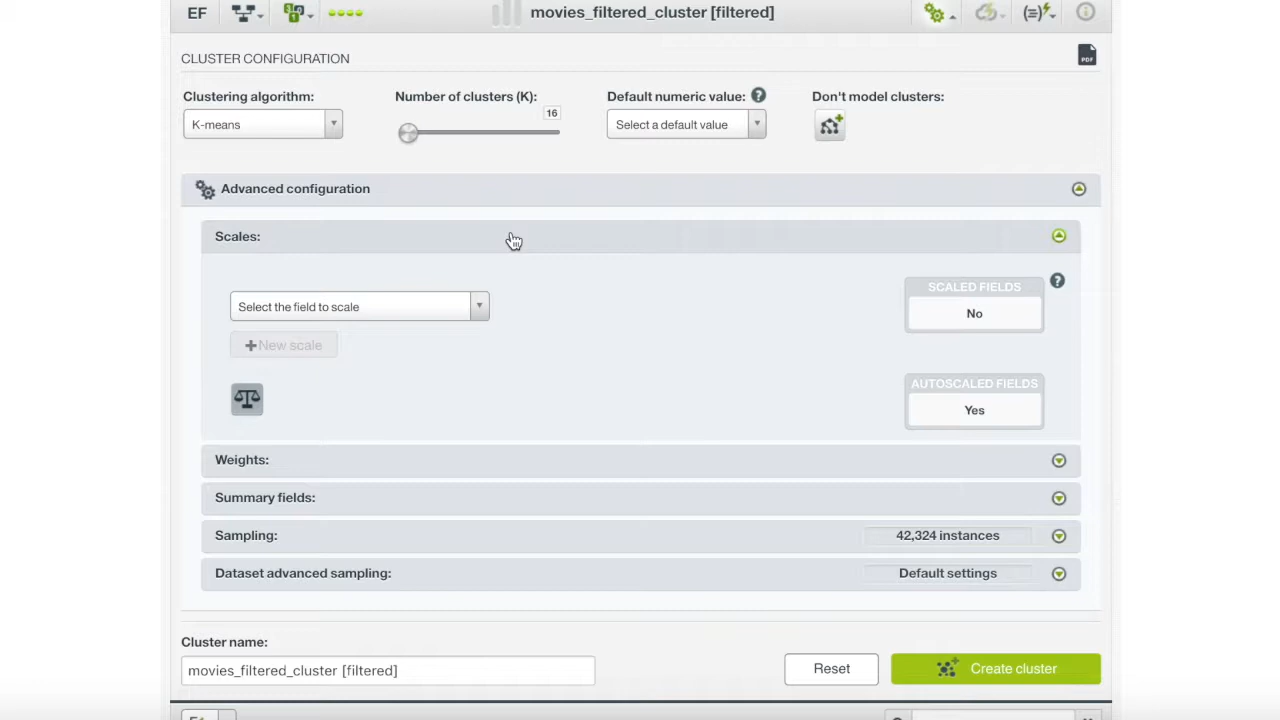 EF
movies_filtered_cluster [filtered]
CLUSTER CONFIGURATION
PDF
Clustering algorithm:
Number of clusters (K):
Default numeric value:
Don't model clusters:
K-means
16
Select a default value
Advanced configuration
Scales:
Select the field to scale
SCALED FIELDS
No
New scale
AUTOSCALED FIELDS
Yes
Weights:
Summary fields:
Sampling:
42,324 instances
Dataset advanced sampling:
Default settings
Cluster name:
movies_filtered_cluster [filtered]
Reset
Create cluster